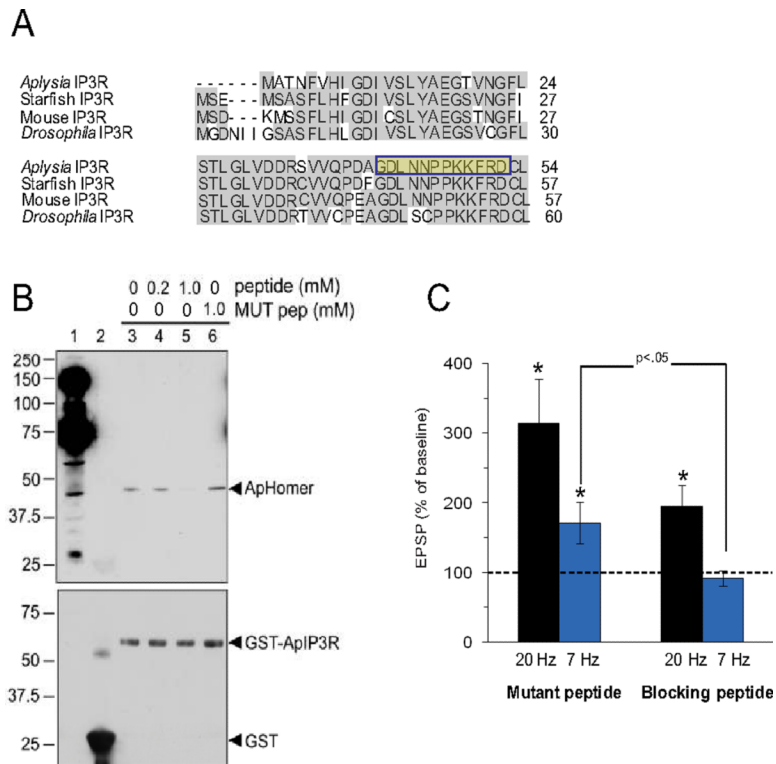 A
Aplysia IP3R ------MATNFVHIGDIVSLYAEGTVNGFL 24
Starfish IP3R MSE---MSASFLHFGDIVSLYAEGSVNGFI 27
Mouse IP3R MSD---KMSSFLHIGDICSLYAEGSTNGFI 27
Drosophila IP3R MGDNIIGSASFLHLGDIVSLYAEGSVCGFL 30
Aplysia IP3R STLGLVDDRSVVQPDAGDLNNPPKKFRDCL 54
Starfish IP3R STLGLVDDRCVVQPDFGDLNNPPKKFRDCL 57
Mouse IP3R STLGLVDDRCVVQPEAGDLNNPPKKFRDCL 57
Drosophila IP3R STLGLVDDRTVVCPEAGDLSCPPKKFRDCL 60
B
0 0.2 1.0 0 peptide (mM)
0 0 0 1.0 MUT pep (mM)
1 2 3 4 5 6
250
150
100
75
50
37.5
25
ApHomer
75
50
37.5
25
GST-ApIP3R
GST
C
400
300
200
100
0
EPSP (% of baseline)
* * *
p<.05
20 Hz 7 Hz 20 Hz 7 Hz
Mutant peptide Blocking peptide